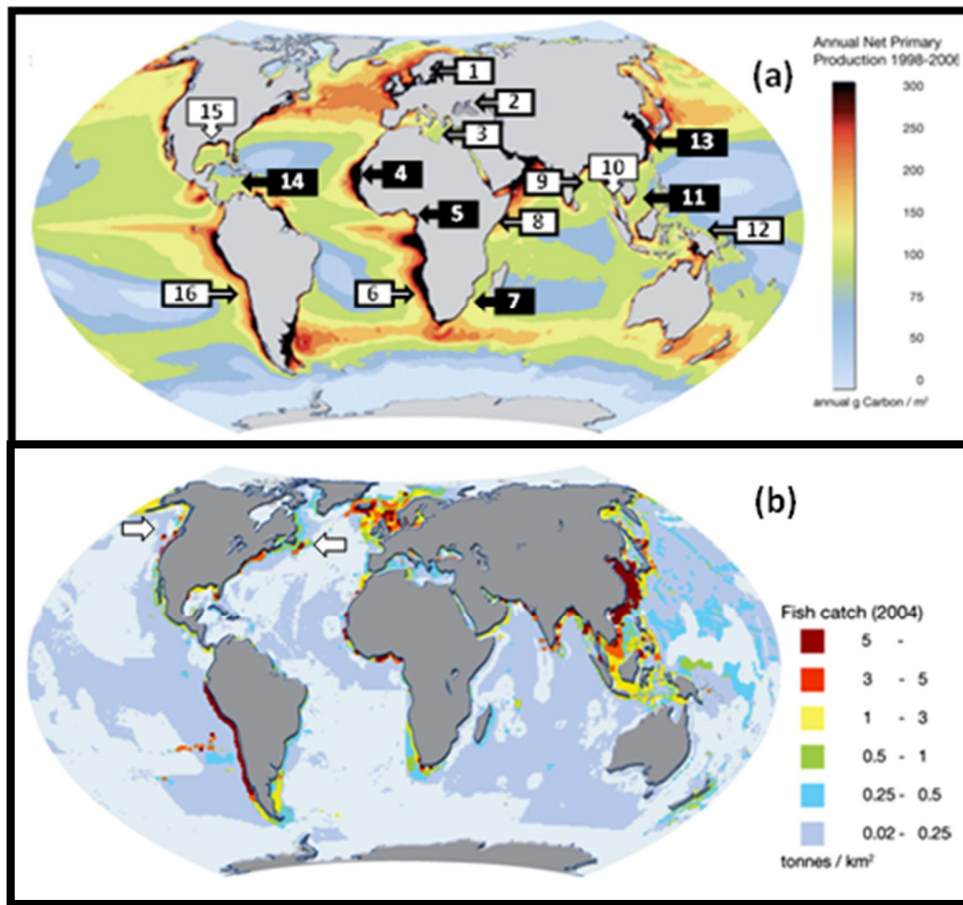 (a)
Annual Net Primary
Production 1998-2006
300
250
200
150
100
75
50
0
annual g Carbon / m²
1
2
3
4
5
6
7
8
9
10
11
12
13
14
15
16
(b)
Fish catch (2004)
5 -
3 - 5
1 - 3
0.5 - 1
0.25 - 0.5
0.02 - 0.25
tonnes / km²